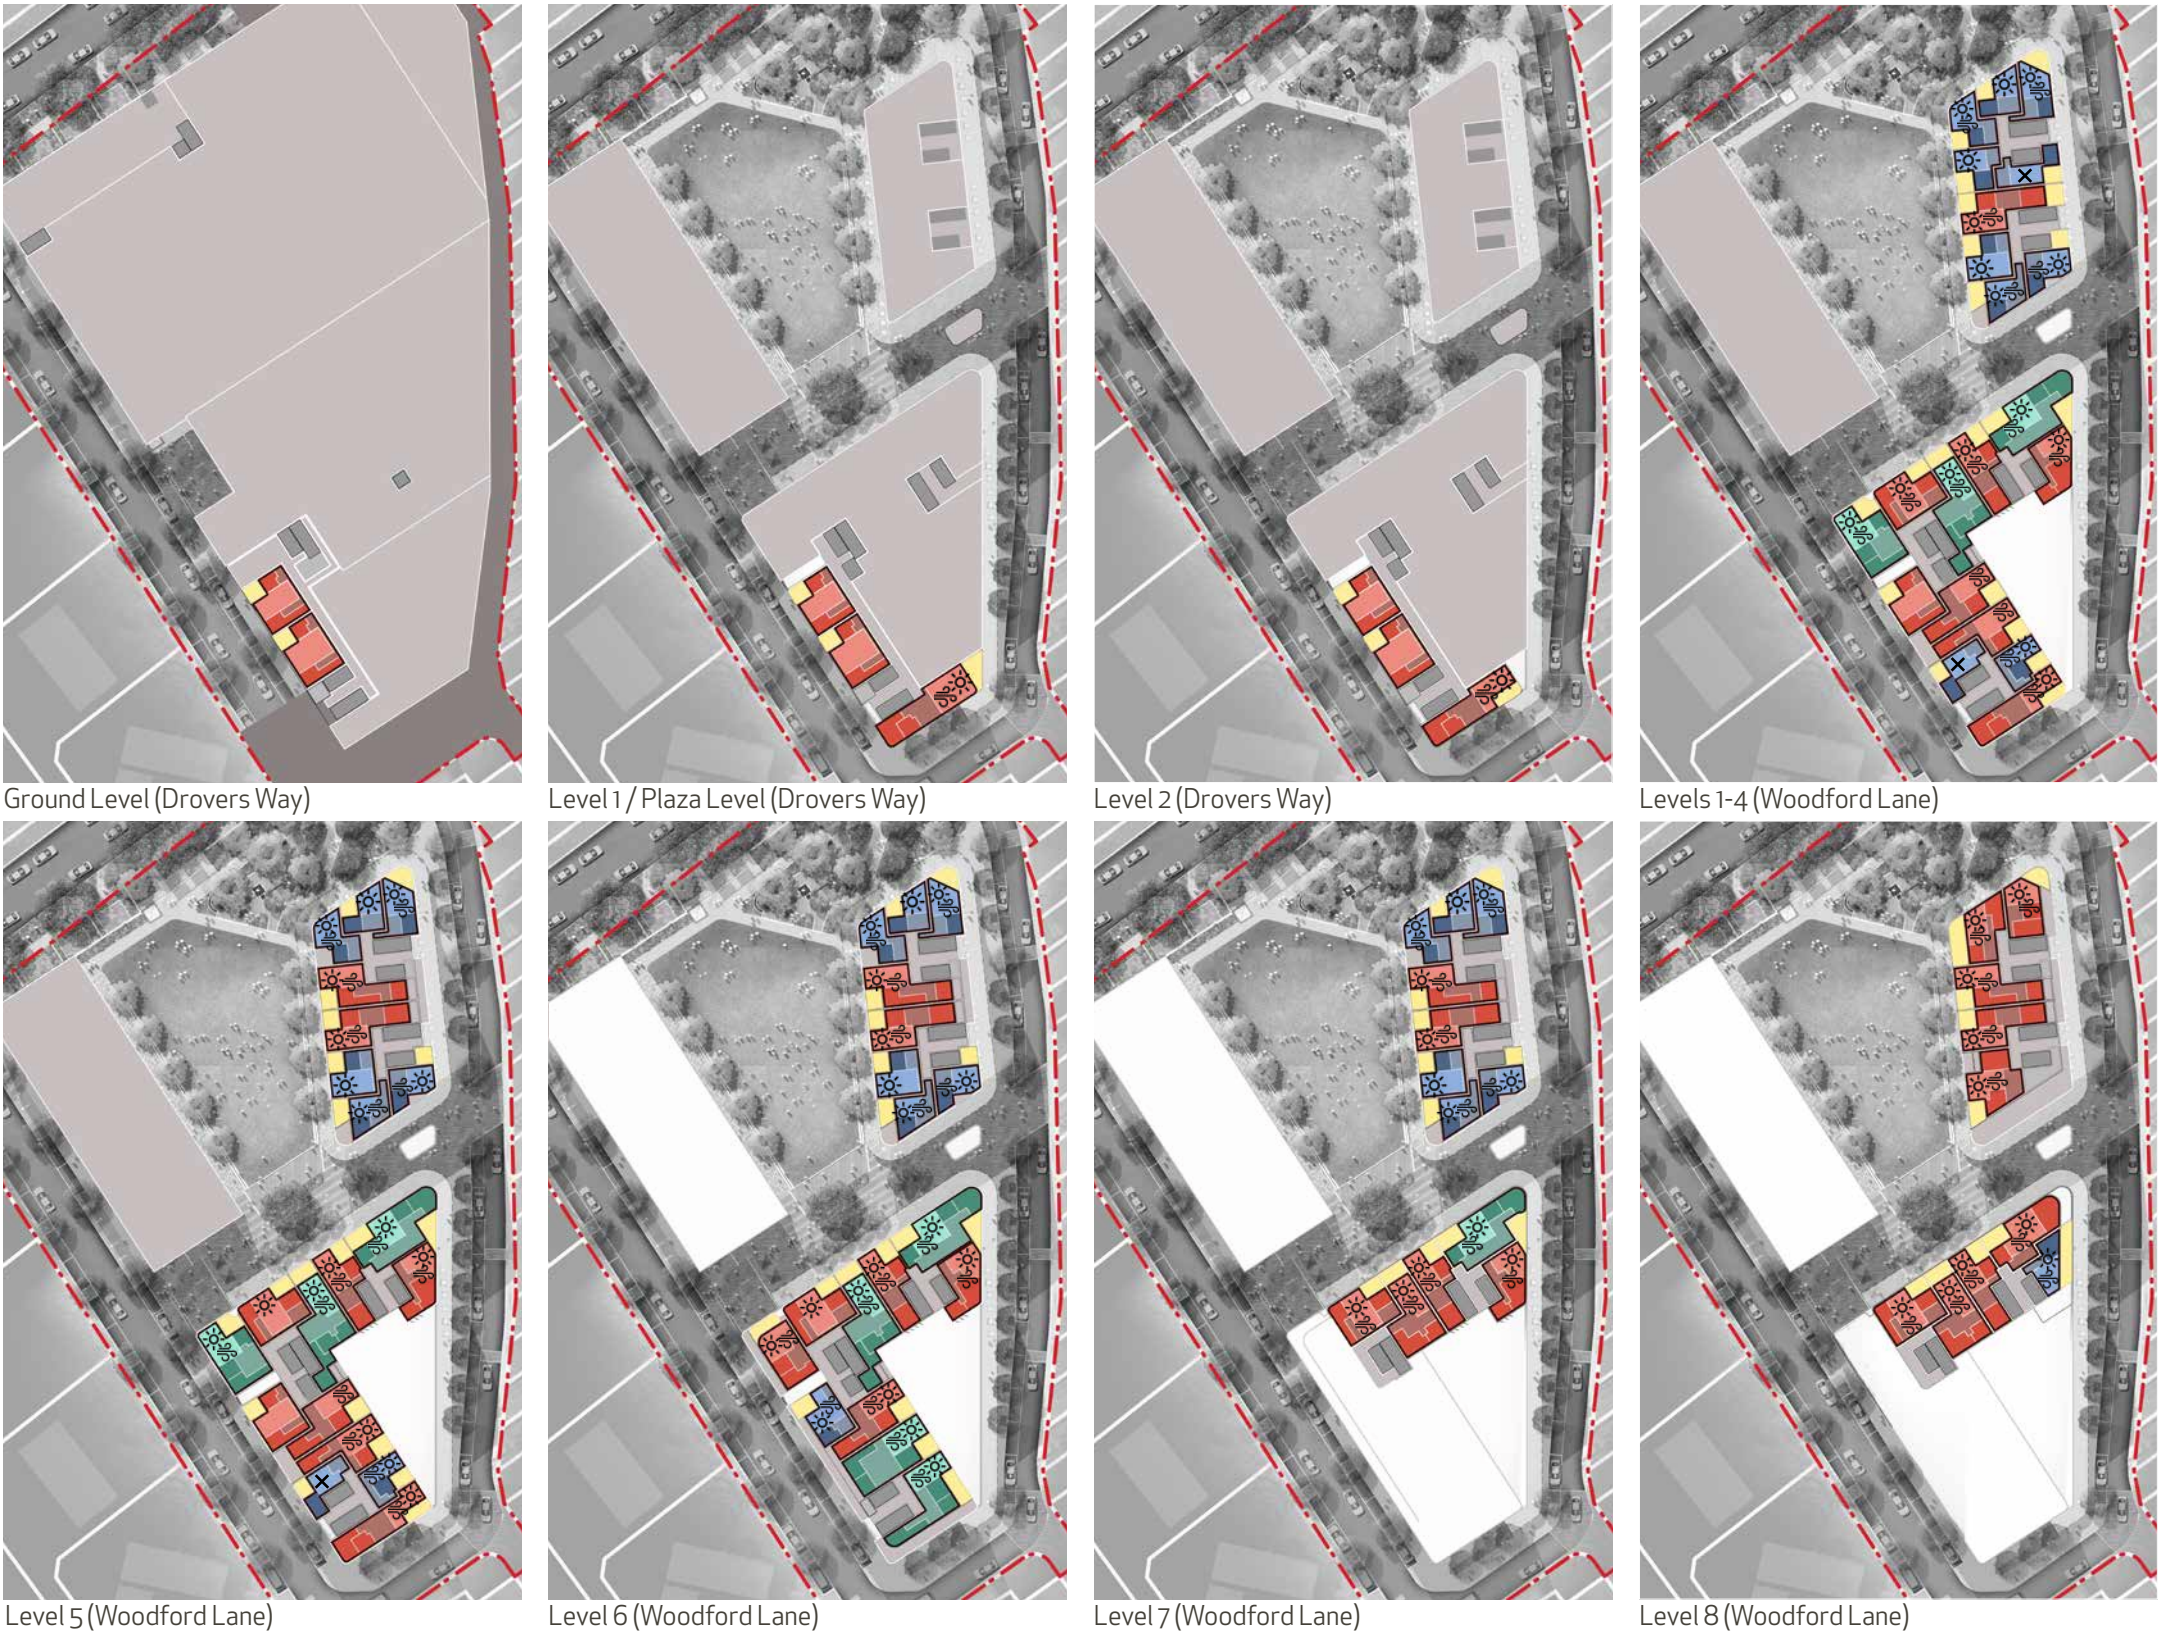 Ground Level (Drovers Way)
Level 1 / Plaza Level (Drovers Way)
Level 2 (Drovers Way)
Levels 1-4 (Woodford Lane)
Level 5 (Woodford Lane)
Level 6 (Woodford Lane)
Level 7 (Woodford Lane)
Level 8 (Woodford Lane)